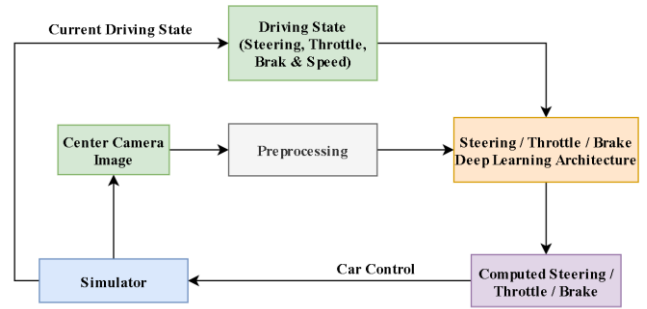 Current Driving State
Driving State
(Steering, Throttle,
Brak & Speed)
Center Camera
Image
Preprocessing
Steering / Throttle / Brake
Deep Learning Architecture
Simulator
Car Control
Computed Steering /
Throttle / Brake